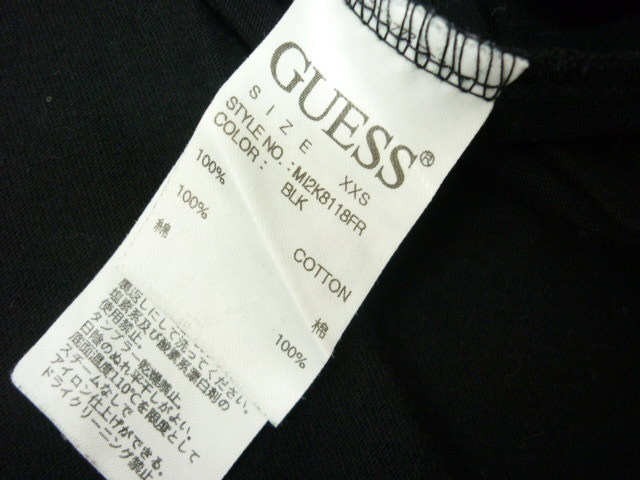 GUESS®
SIZE XXS
STYLE NO.:MI2K8118FR
COLOR: BLK
100% COTTON
100% 棉
綿 100%
裏返しにして洗ってください。
塩素系及び酸素系漂白剤の
使用禁止。
タンブラー乾燥禁止
日陰のぬれ平干しがよい。
底面温度110℃を限度として
スチームなしで
アイロン仕上げができる。
ドライクリーニング禁止